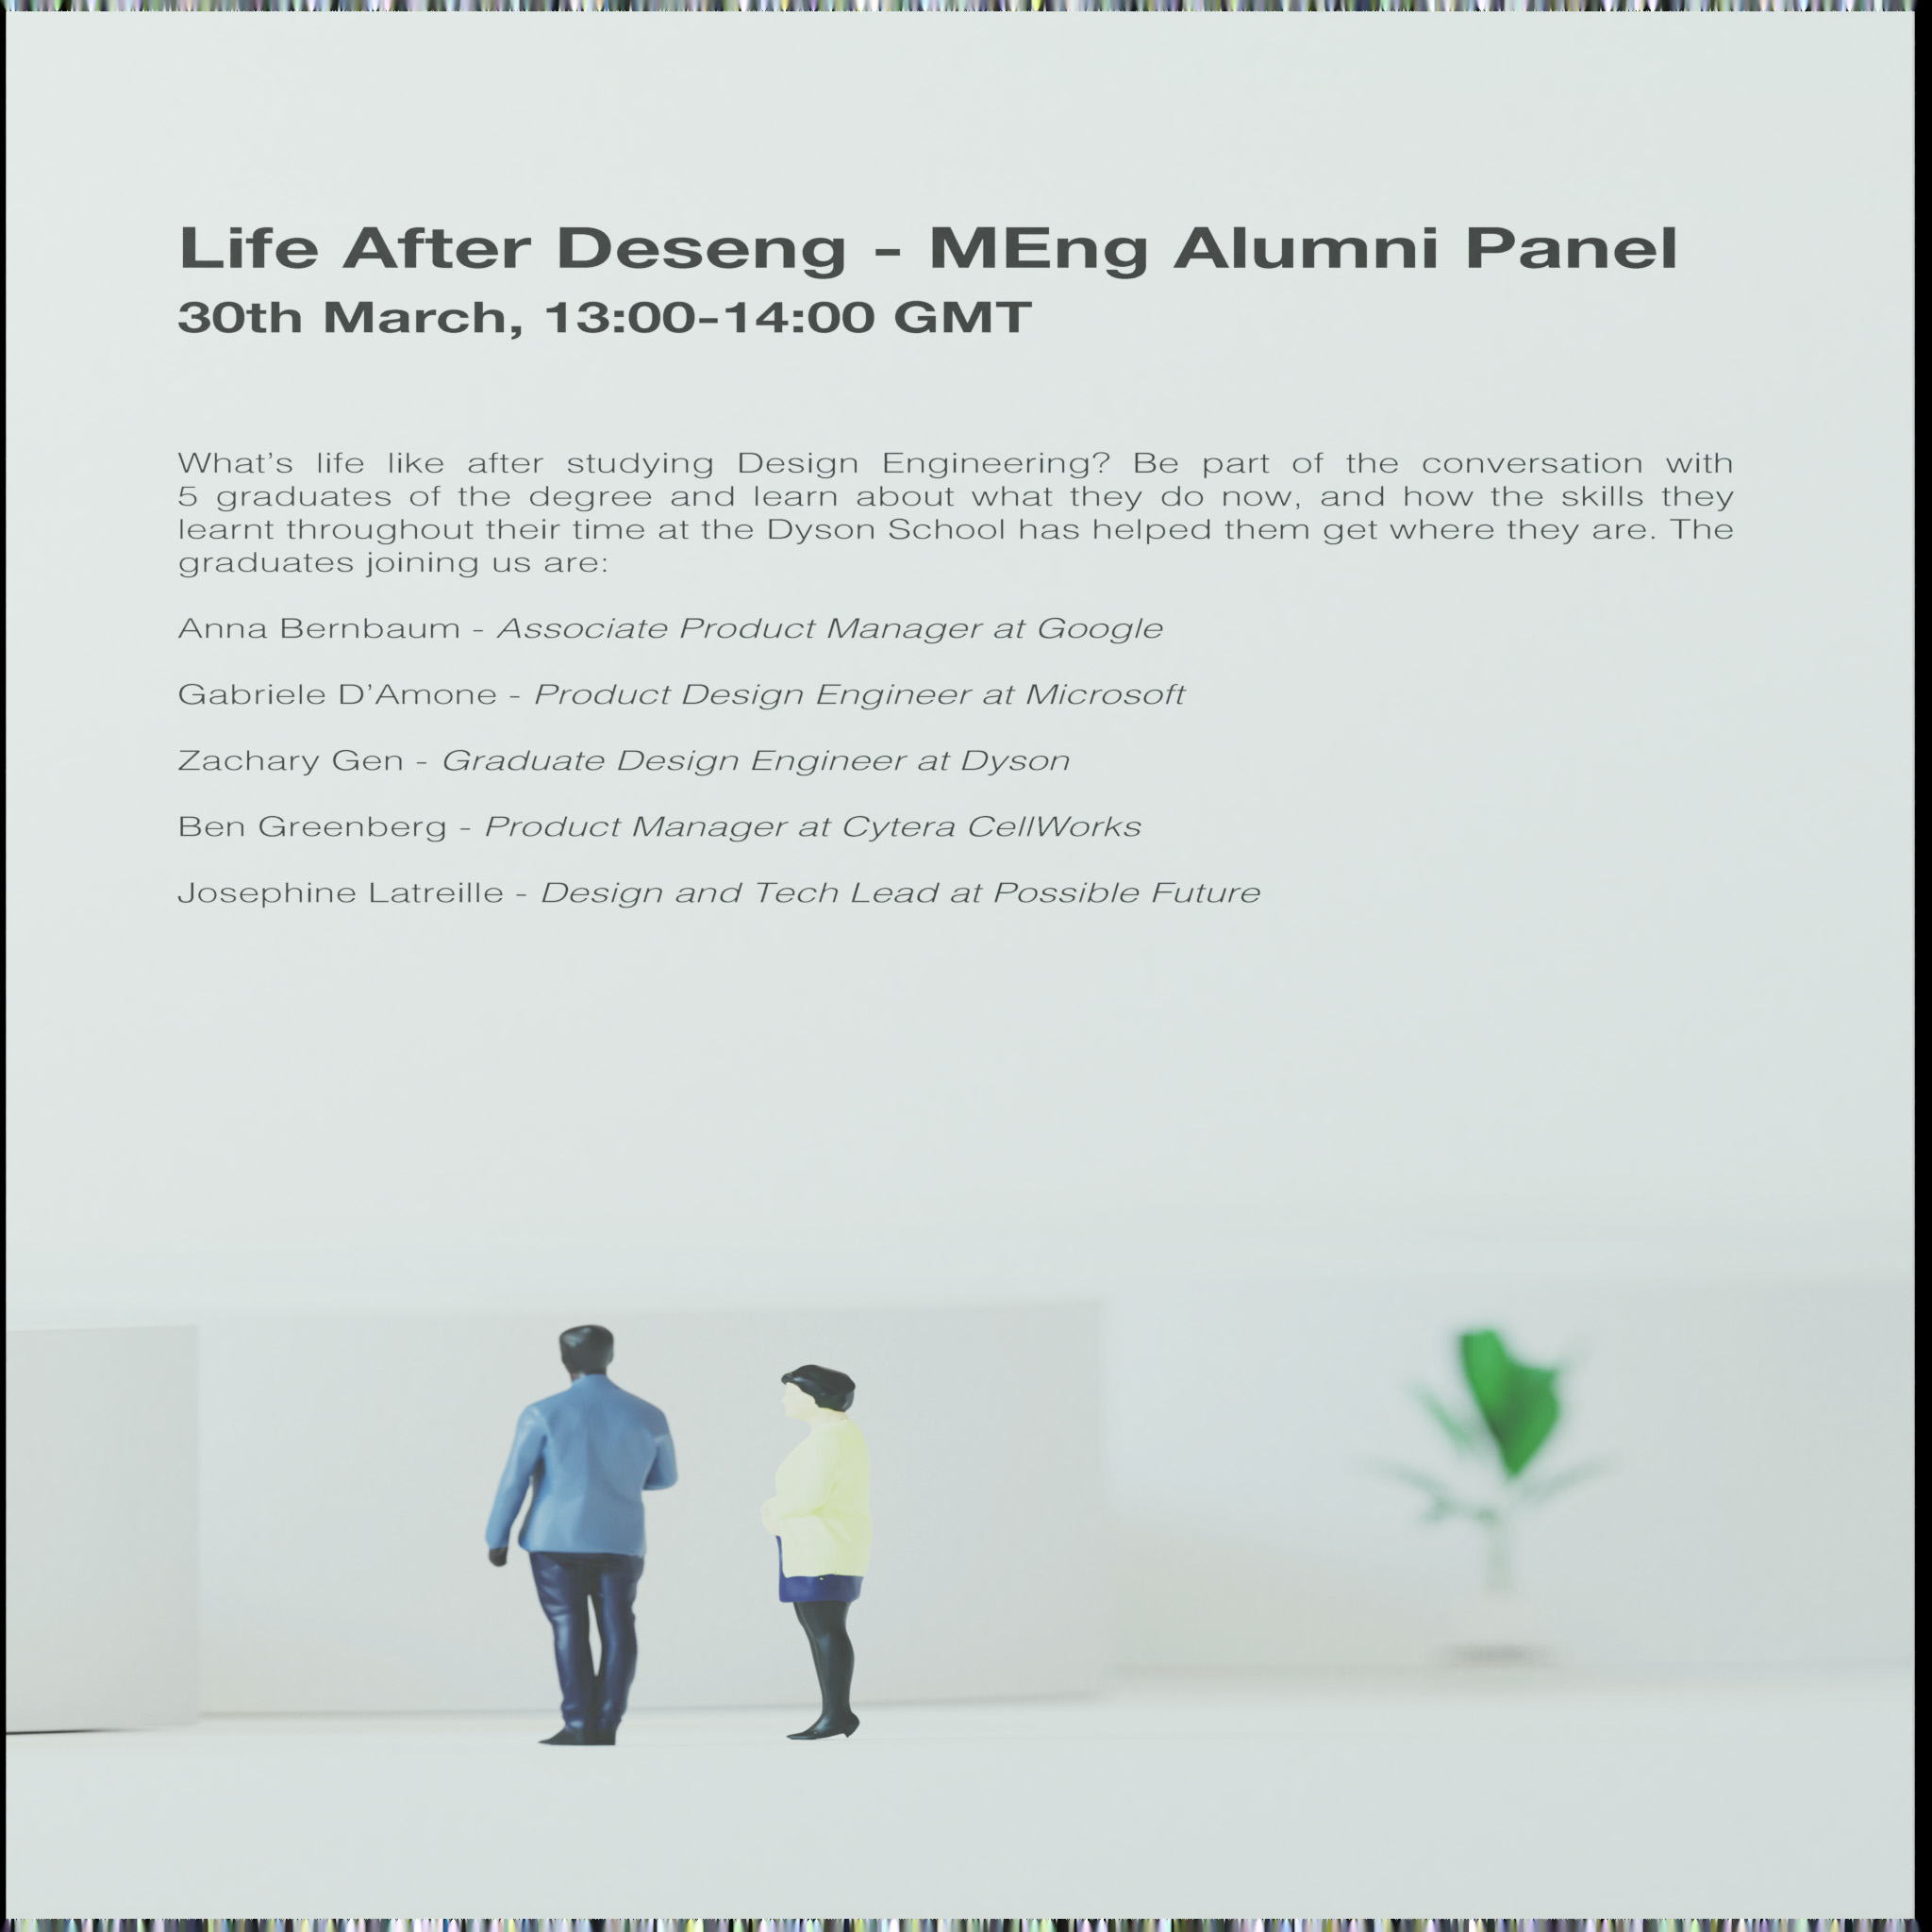 Life After Deseng - MEng Alumni Panel
30th March, 13:00-14:00 GMT
What’s life like after studying Design Engineering? Be part of the conversation with
5 graduates of the degree and learn about what they do now, and how the skills they
learnt throughout their time at the Dyson School has helped them get where they are. The
graduates joining us are:
Anna Bernbaum - Associate Product Manager at Google
Gabriele D’Amone - Product Design Engineer at Microsoft
Zachary Gen - Graduate Design Engineer at Dyson
Ben Greenberg - Product Manager at Cytera CellWorks
Josephine Latreille - Design and Tech Lead at Possible Future